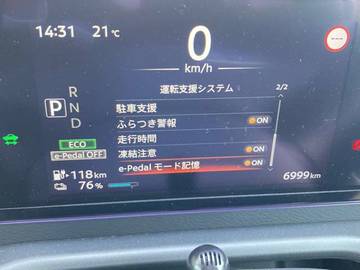 14:31 21℃
0
km/h
運転支援システム 2/2
駐車支援
ふらつき警報 ON
走行時間
凍結注意 ON
e-Pedal モード記憶 ON
R
N
P
D
ECO
e-Pedal OFF
118km
76%
6999km